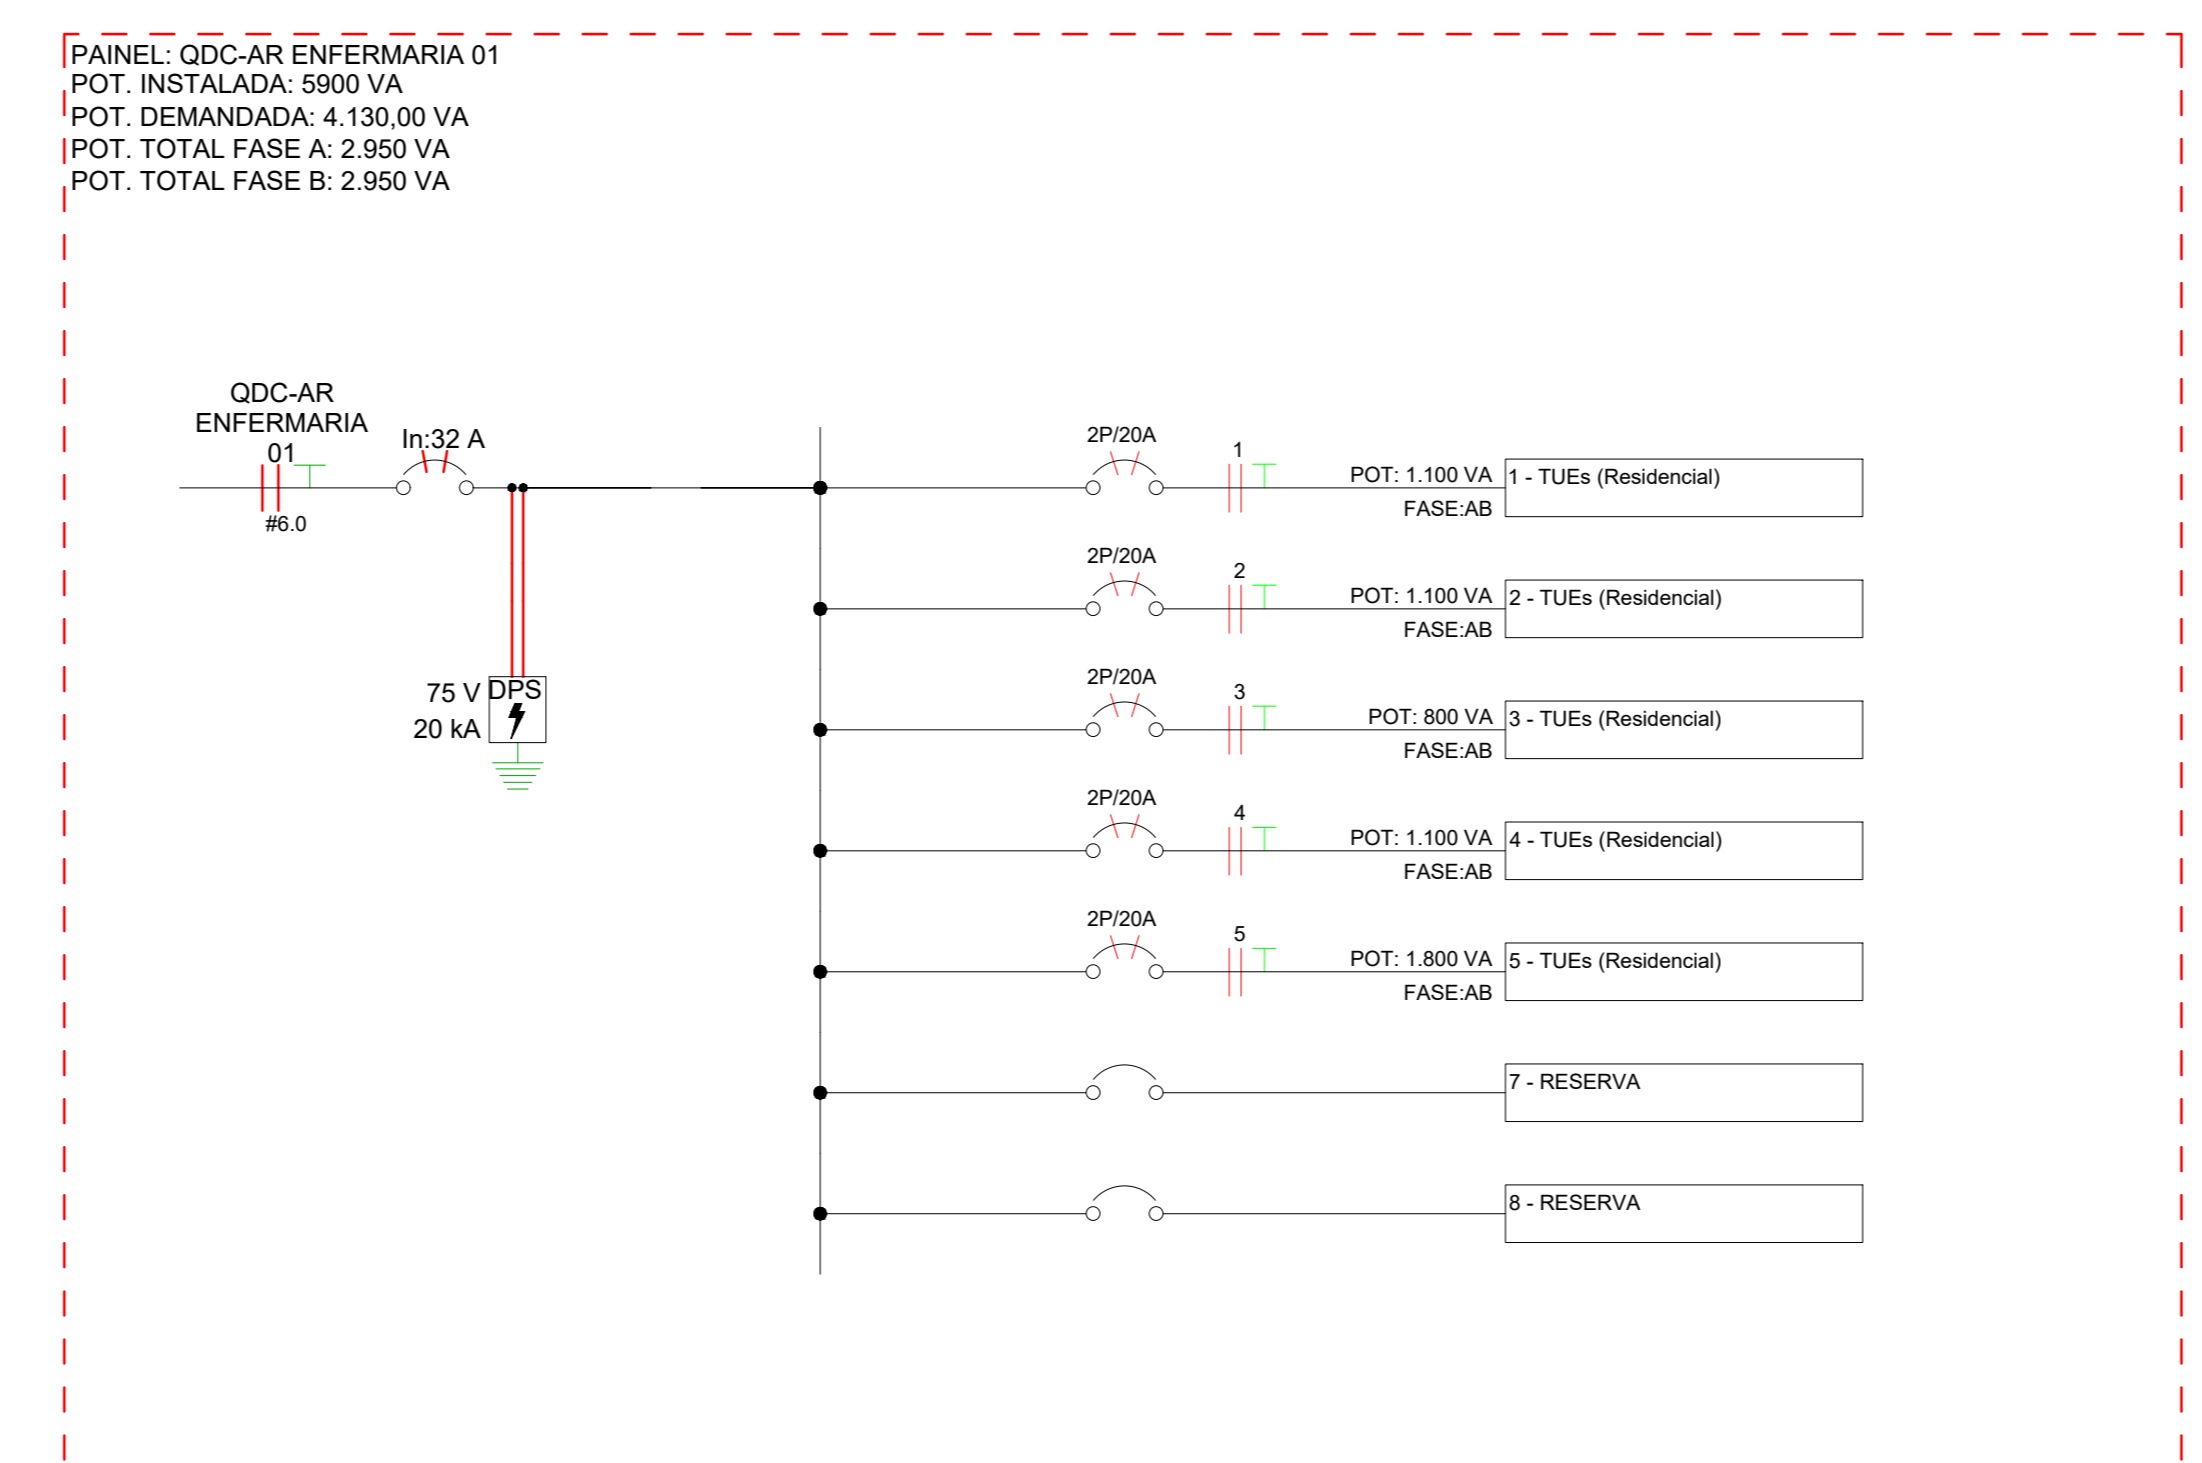 PAINEL: QDC-AR ENFERMARIA 01
POT. INSTALADA: 5900 VA
POT. DEMANDADA: 4.130,00 VA
POT. TOTAL FASE A: 2.950 VA
POT. TOTAL FASE B: 2.950 VA
QDC-AR
ENFERMARIA
01
#6.0
In:32 A
75 V
20 kA
DPS
2P/20A
1
POT: 1.100 VA
FASE:AB
1 - TUEs (Residencial)
2P/20A
2
POT: 1.100 VA
FASE:AB
2 - TUEs (Residencial)
2P/20A
3
POT: 800 VA
FASE:AB
3 - TUEs (Residencial)
2P/20A
4
POT: 1.100 VA
FASE:AB
4 - TUEs (Residencial)
2P/20A
5
POT: 1.800 VA
FASE:AB
5 - TUEs (Residencial)
7 - RESERVA
8 - RESERVA